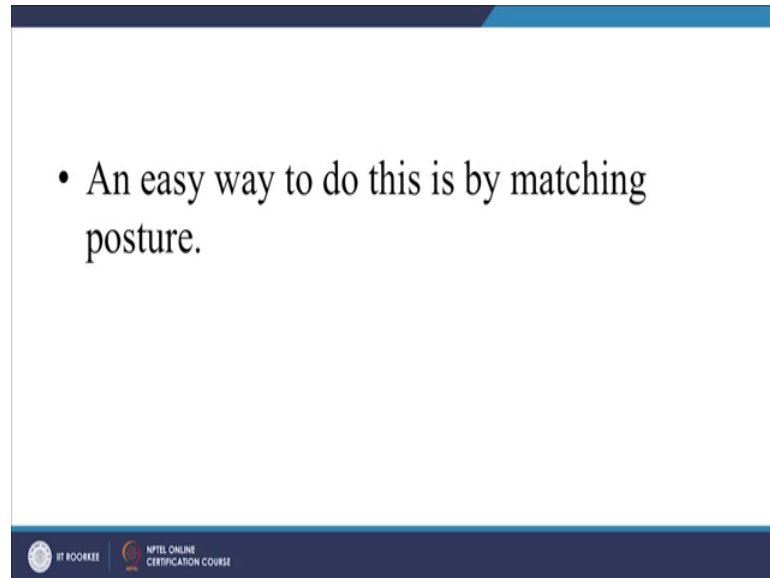 • An easy way to do this is by matching
posture.
IIT ROORKEE
NPTEL ONLINE
CERTIFICATION COURSE